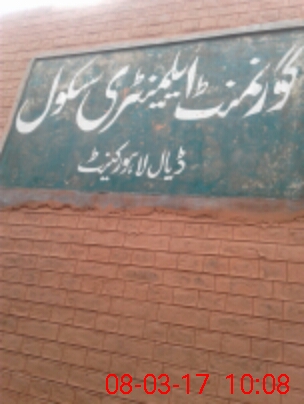 گورنمنٹ ایلیمنٹری سکول
ڈیال لاہور کینٹ
08-03-17 10:08